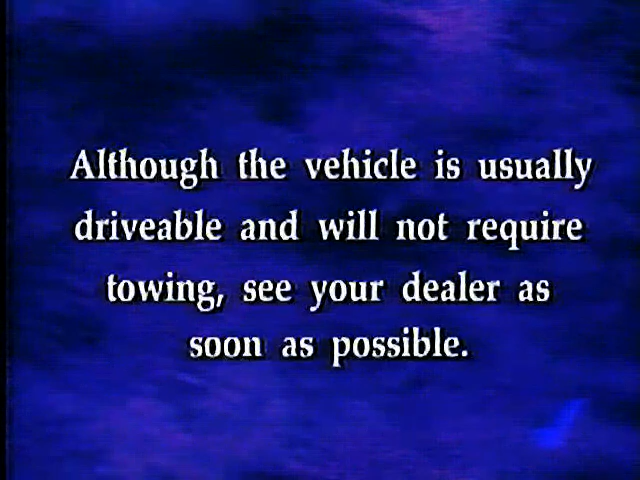 Although the vehicle is usually
driveable and will not require
towing, see your dealer as
soon as possible.